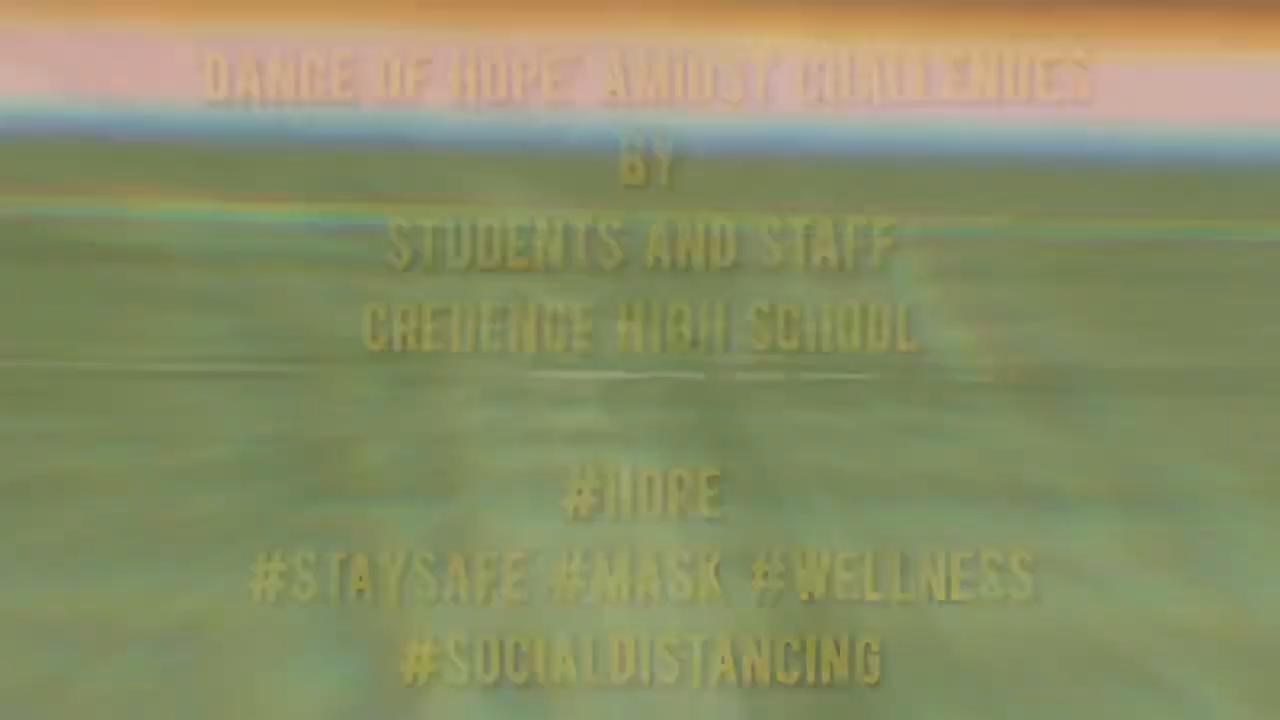 "DANCE OF HOPE" AMIDST CHALLENGES
BY
STUDENTS AND STAFF
CREDENCE HIGH SCHOOL
#HOPE
#STAYSAFE #MASK #WELLNESS
#SOCIALDISTANCING